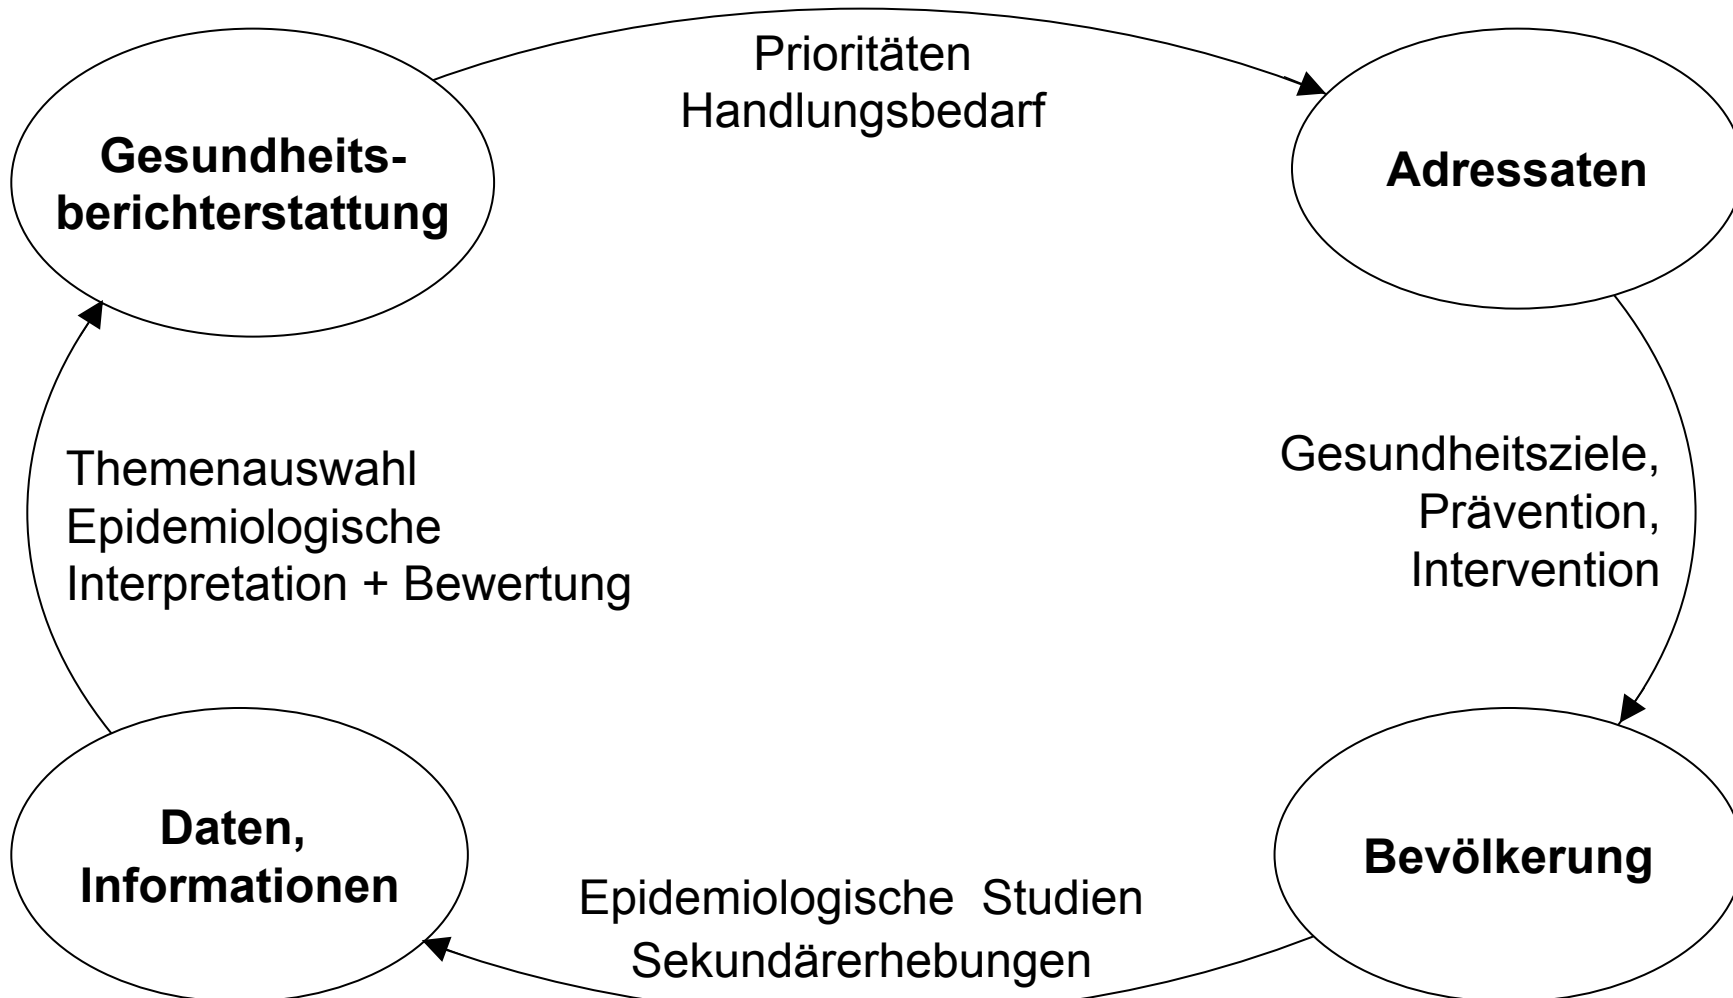 Prioritäten
Handlungsbedarf
Gesundheits-
berichterstattung
Adressaten
Themenauswahl
Epidemiologische
Interpretation + Bewertung
Gesundheitsziele,
Prävention,
Intervention
Daten,
Informationen
Bevölkerung
Epidemiologische Studien
Sekundärerhebungen